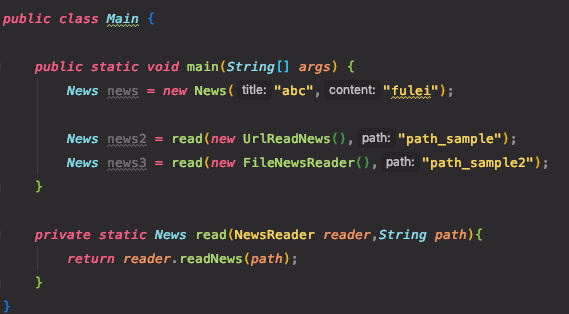 public class Main {
public static void main(String[] args) {
News news = new News( title: "abc", content: "fulei");
News news2 = read(new UrlReadNews(), path: "path_sample");
News news3 = read(new FileNewsReader(), path: "path_sample2");
}
private static News read(NewsReader reader,String path){
return reader.readNews(path);
}
}